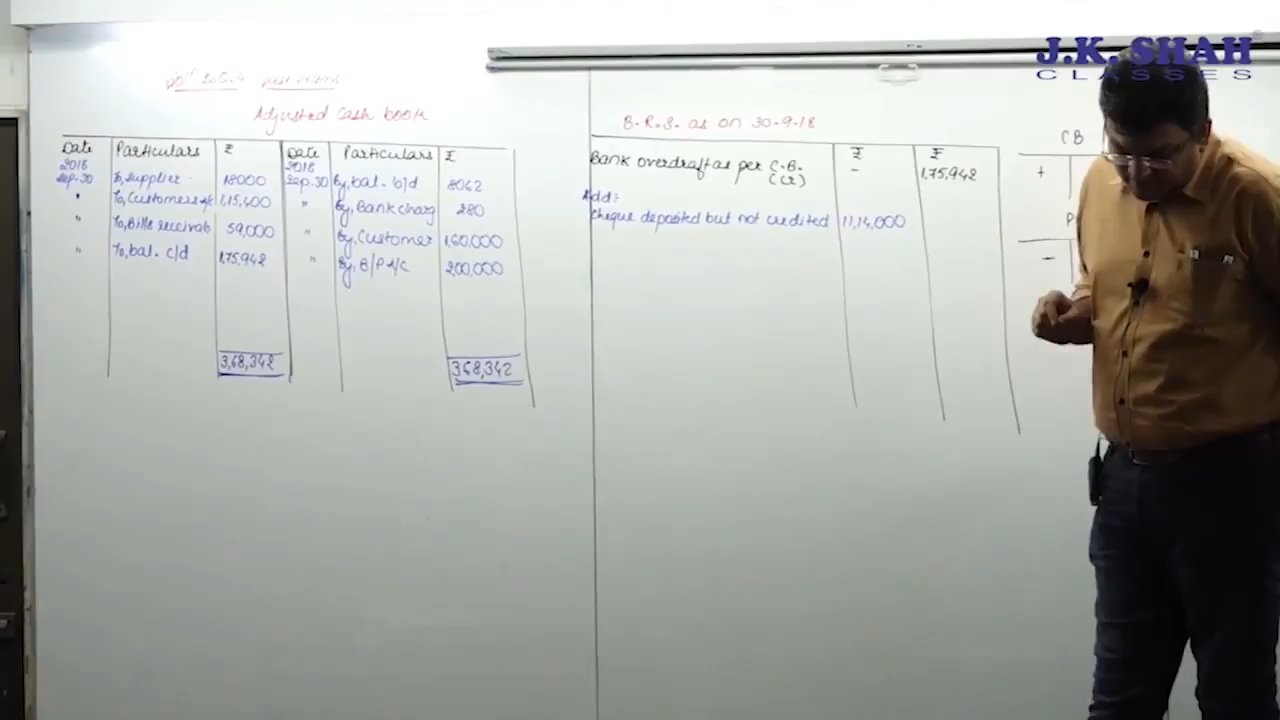 J.K. SHAH
CLASSES
Adjusted Cash book
Date Particulars ₹ Date Particulars ₹
2018 2018
Sep.30 To, supplier 18000 Sep.30 By, bal. b/d 8062
" To, Customers a/c 1,15,400 " By, Bank charg 280
" To, Bills receivab 59,000 " By, Customer 1,60,000
" To, bal. c/d 1,75,942 " By, B/P A/C 200,000
3,68,342 3,68,342
B.R.S. as on 30-9-18
₹ ₹
Bank overdraft as per C.B. - 1,75,942
(Cr)
Add:
Cheque deposited but not credited 11,14,000
CB
+
P
-